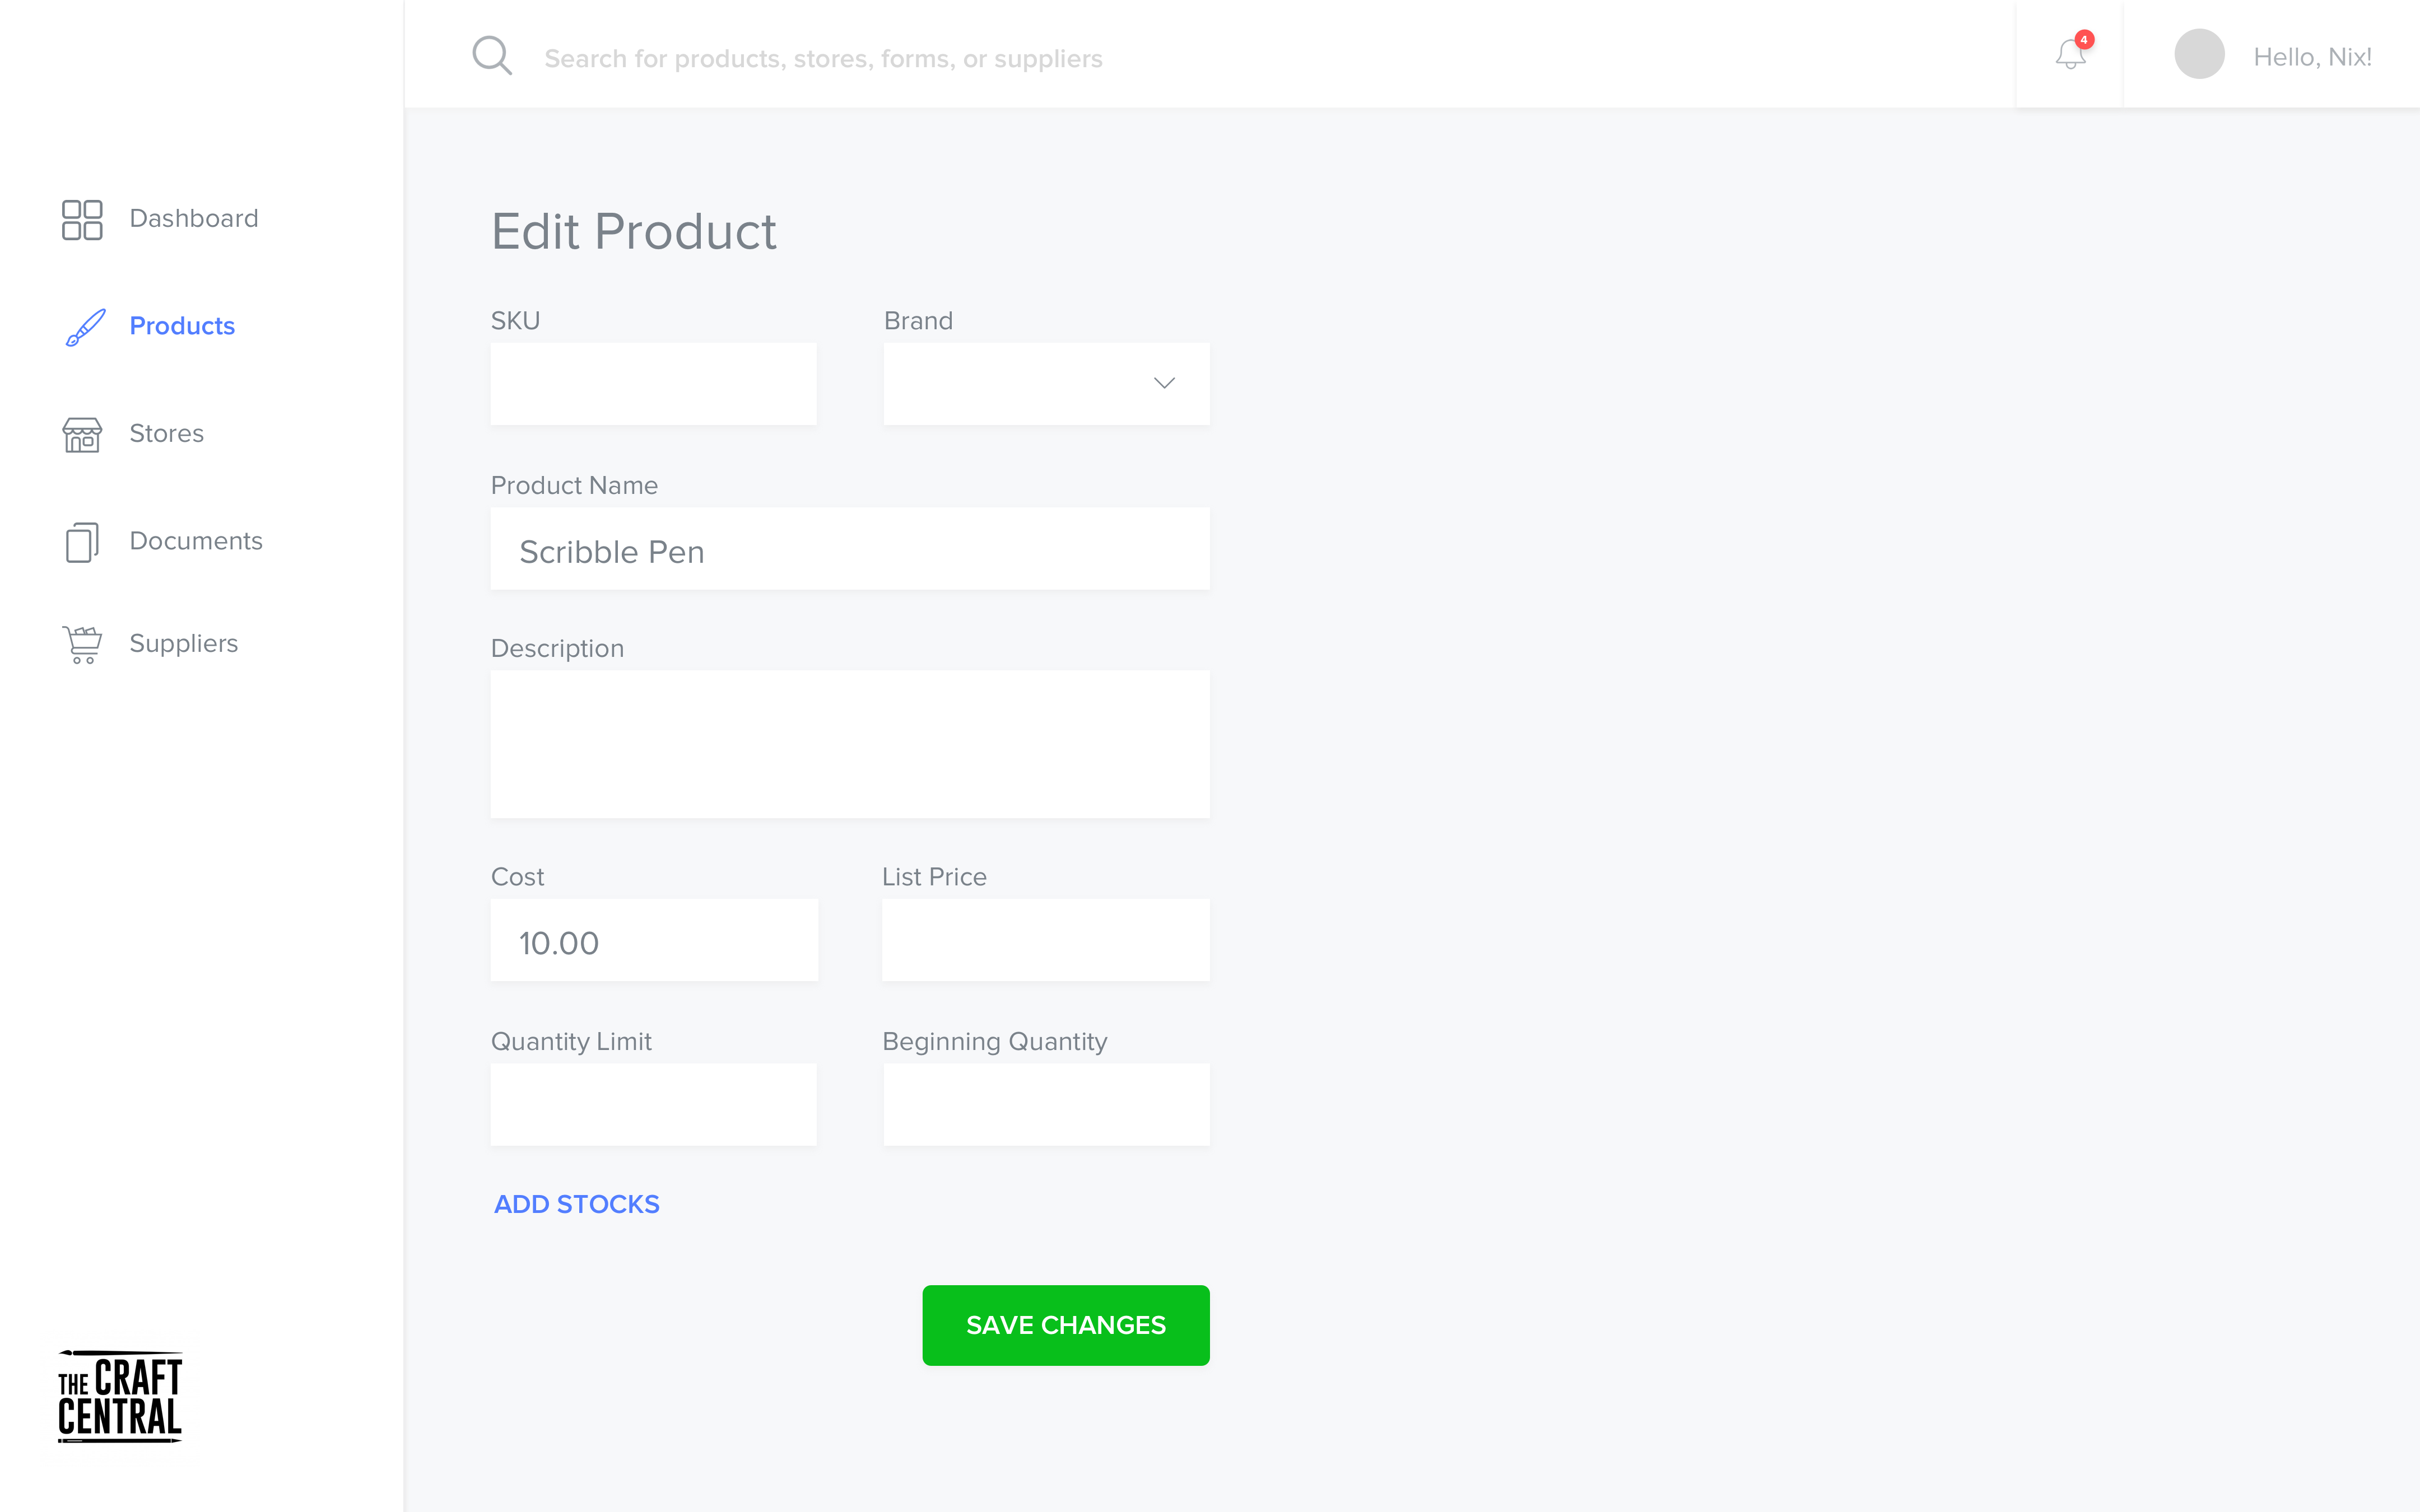 Search for products, stores, forms, or suppliers
4
Hello, Nix!
Dashboard
Products
Stores
Documents
Suppliers
THE CRAFT
CENTRAL
Edit Product
SKU
Brand
Product Name
Scribble Pen
Description
Cost
List Price
10.00
Quantity Limit
Beginning Quantity
ADD STOCKS
SAVE CHANGES